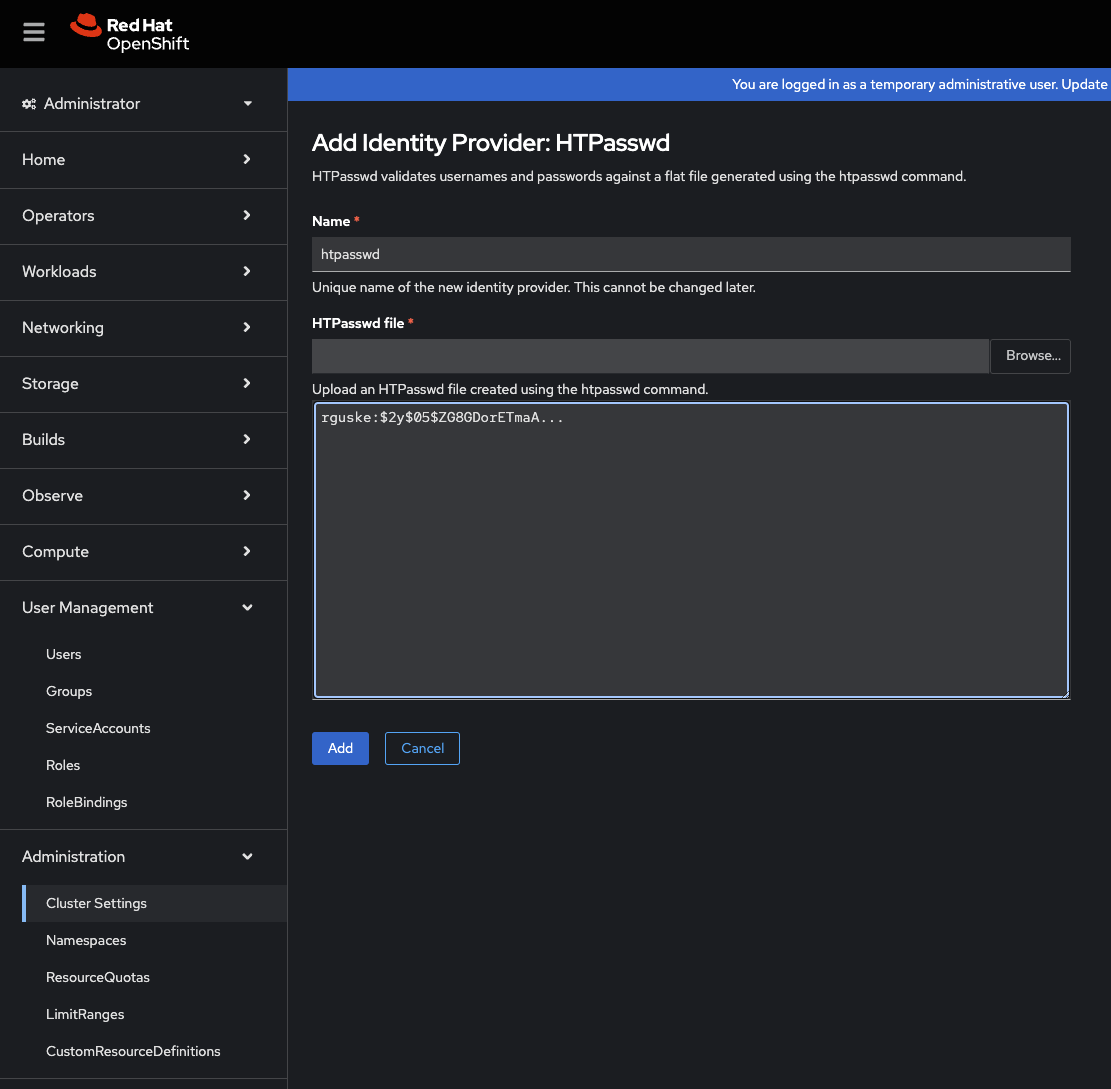 Red Hat
OpenShift
Administrator
Home
Operators
Workloads
Networking
Storage
Builds
Observe
Compute
User Management
Users
Groups
ServiceAccounts
Roles
RoleBindings
Administration
Cluster Settings
Namespaces
ResourceQuotas
LimitRanges
CustomResourceDefinitions
You are logged in as a temporary administrative user. Update
Add Identity Provider: HTPasswd
HTPasswd validates usernames and passwords against a flat file generated using the htpasswd command.
Name *
htpasswd
Unique name of the new identity provider. This cannot be changed later.
HTPasswd file *
Browse...
Upload an HTPasswd file created using the htpasswd command.
rguske:$2y$05$ZG8GDorETmaA...
Add
Cancel